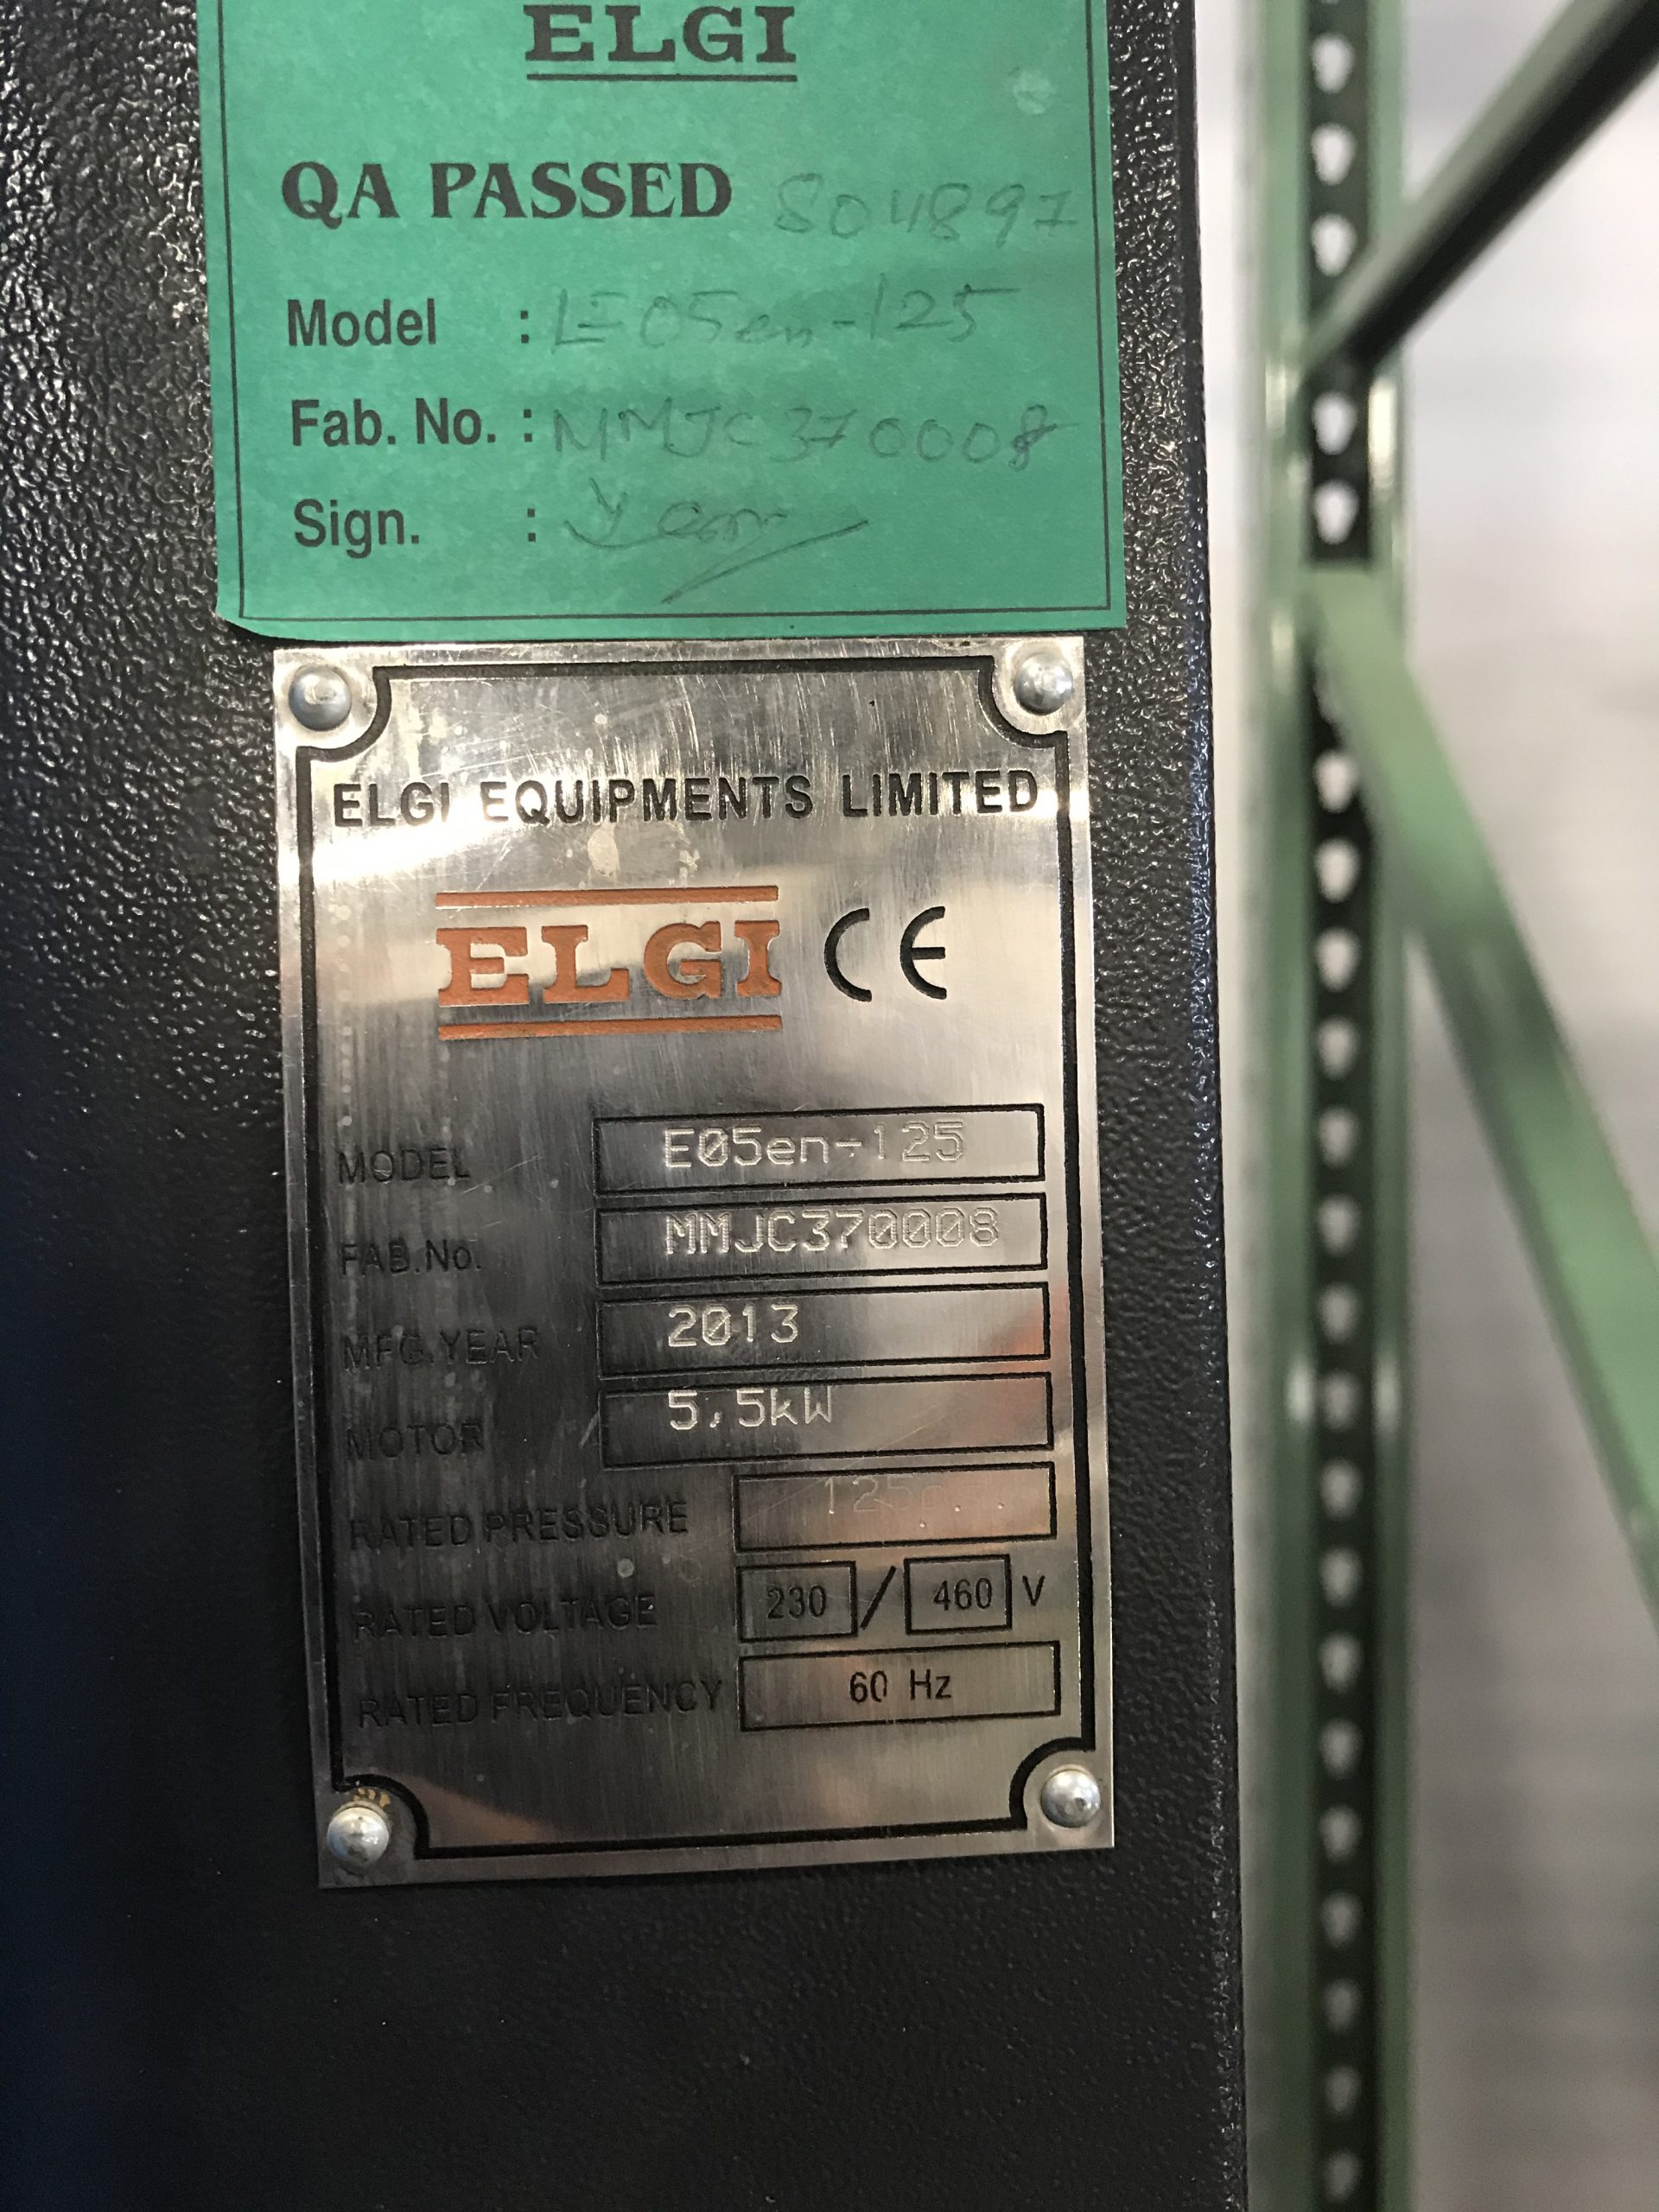 ELGI
QA PASSED 804897
Model : E05en-125
Fab. No. : MMJC370008
Sign. :
ELGI EQUIPMENTS LIMITED
ELGI CE
MODEL E05en-125
FAB.No. MMJC370008
MFG.YEAR 2013
MOTOR 5,5kW
RATED PRESSURE
RATED VOLTAGE 230 / 460 V
RATED FREQUENCY 60 Hz